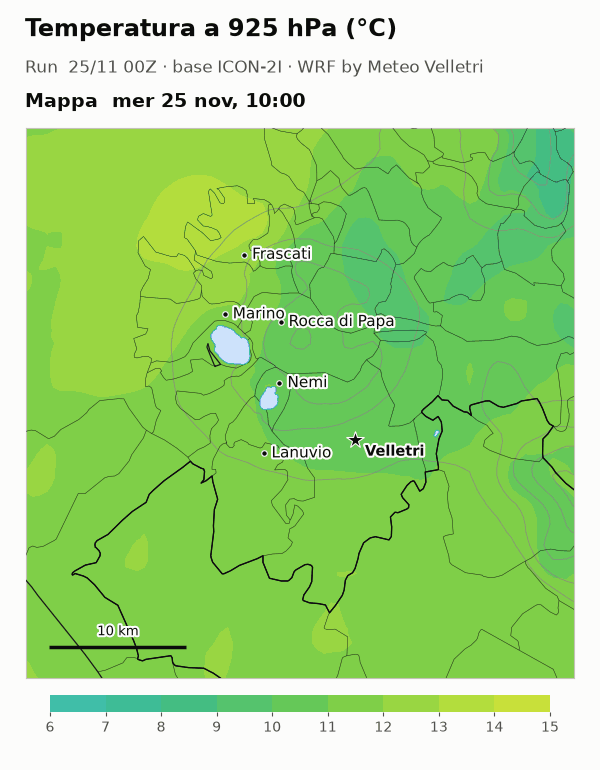 Temperatura a 925 hPa (°C)
Run  25/11 00Z · base ICON-2I · WRF by Meteo Velletri
Mappa  mer 25 nov, 10:00
Frascati
Marino
Rocca di Papa
Nemi
Velletri
Lanuvio
10 km
6 7 8 9 10 11 12 13 14 15